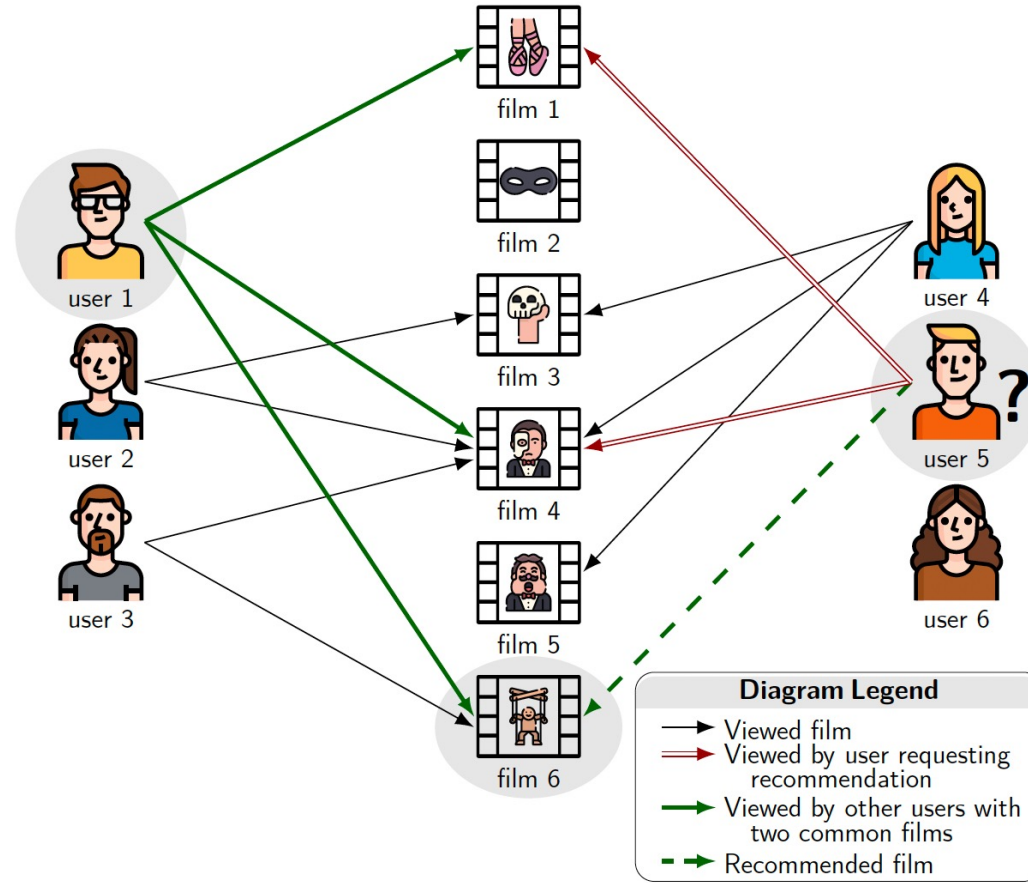 film 1
film 2
user 1
user 4
film 3
user 2
user 5
?
film 4
user 3
user 6
film 5
film 6
Diagram Legend
Viewed film
Viewed by user requesting
recommendation
Viewed by other users with
two common films
Recommended film